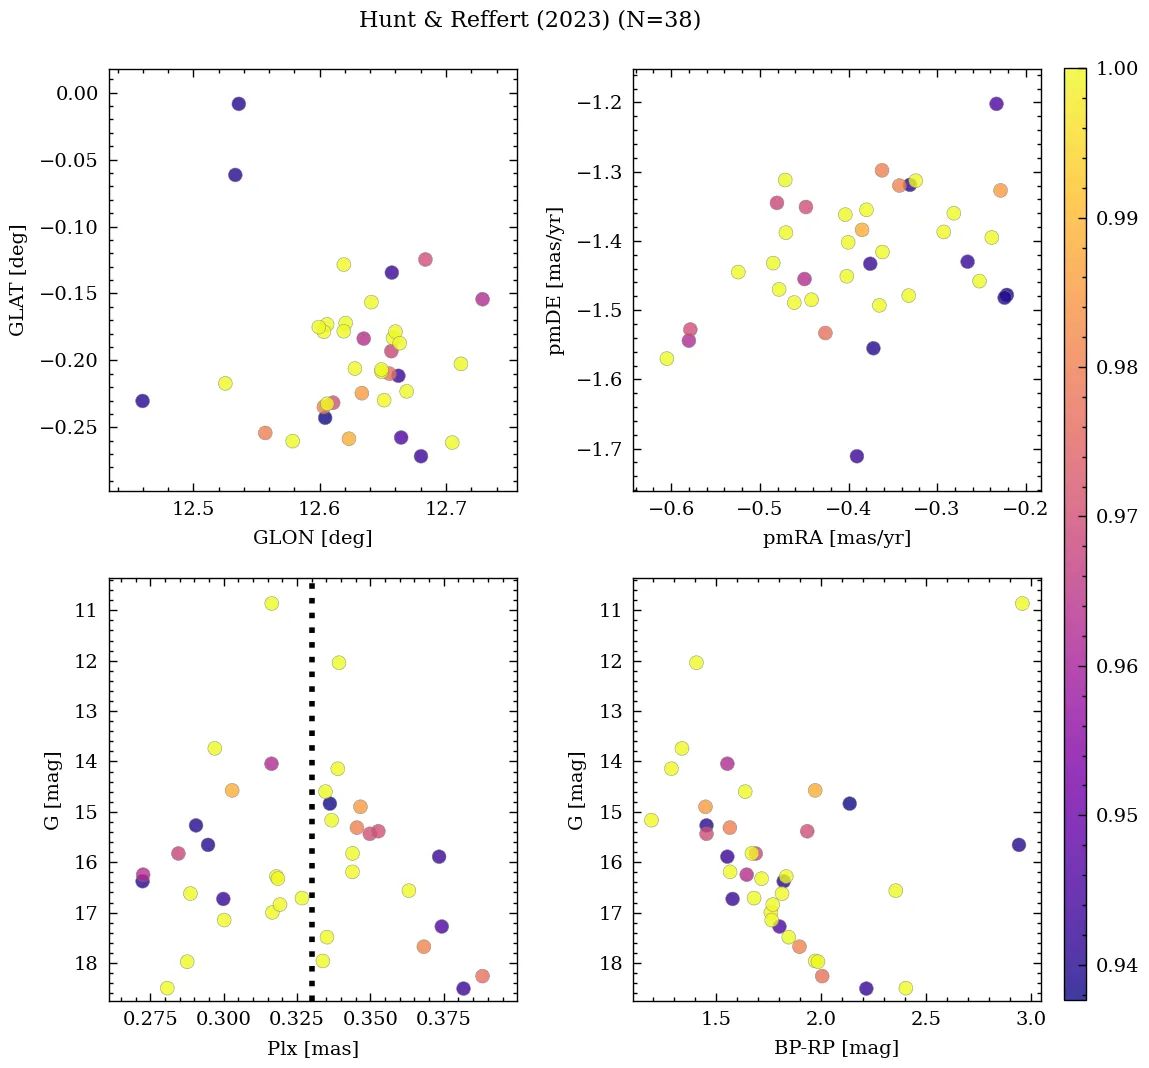 Hunt & Reffert (2023) (N=38)
0.00
−0.05
−0.10
−0.15
−0.20
−0.25
GLAT [deg]
12.5 12.6 12.7
GLON [deg]
−1.2
−1.3
−1.4
−1.5
−1.6
−1.7
pmDE [mas/yr]
−0.6 −0.5 −0.4 −0.3 −0.2
pmRA [mas/yr]
11
12
13
14
15
16
17
18
G [mag]
0.275 0.300 0.325 0.350 0.375
Plx [mas]
11
12
13
14
15
16
17
18
G [mag]
1.5 2.0 2.5 3.0
BP-RP [mag]
1.00
0.99
0.98
0.97
0.96
0.95
0.94